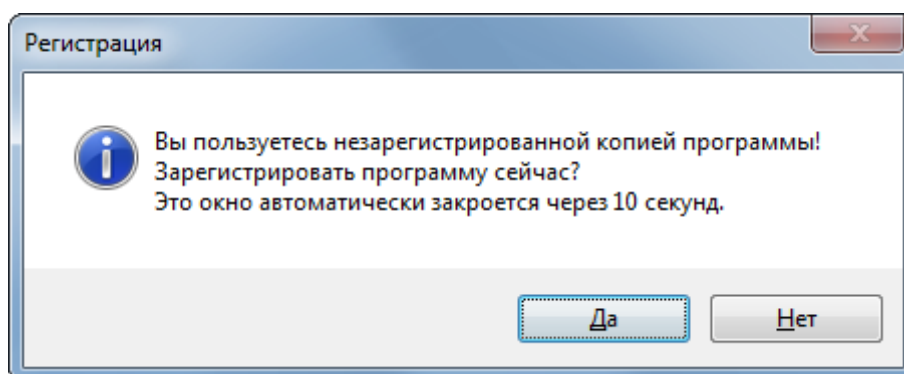 Регистрация
Вы пользуетесь незарегистрированной копией программы!
Зарегистрировать программу сейчас?
Это окно автоматически закроется через 10 секунд.
Да
Нет